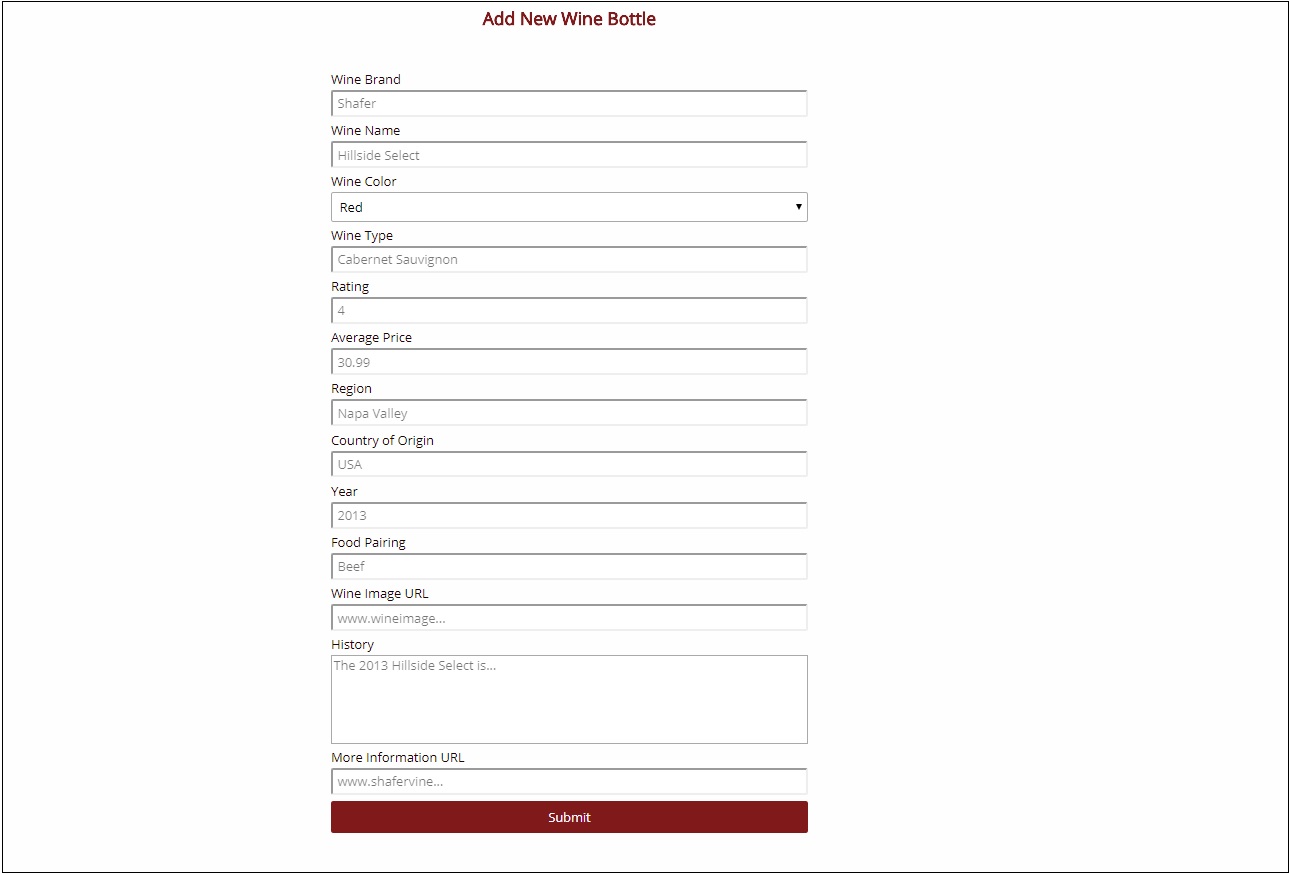 Add New Wine Bottle
Wine Brand
Shafer
Wine Name
Hillside Select
Wine Color
Red
Wine Type
Cabernet Sauvignon
Rating
4
Average Price
30.99
Region
Napa Valley
Country of Origin
USA
Year
2013
Food Pairing
Beef
Wine Image URL
www.wineimage...
History
The 2013 Hillside Select is...
More Information URL
www.shafervine...
Submit